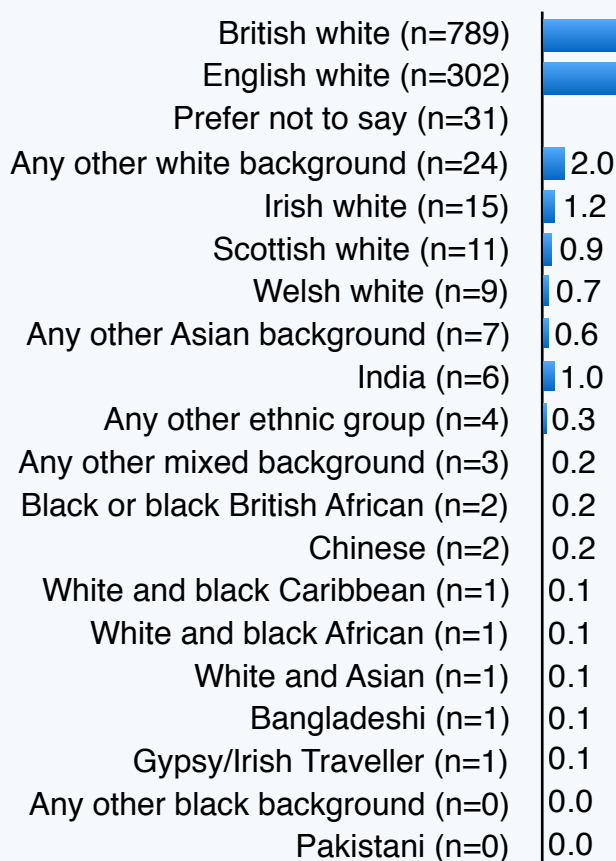 British white (n=789)
English white (n=302)
Prefer not to say (n=31)
Any other white background (n=24) 2.0
Irish white (n=15) 1.2
Scottish white (n=11) 0.9
Welsh white (n=9) 0.7
Any other Asian background (n=7) 0.6
India (n=6) 1.0
Any other ethnic group (n=4) 0.3
Any other mixed background (n=3) 0.2
Black or black British African (n=2) 0.2
Chinese (n=2) 0.2
White and black Caribbean (n=1) 0.1
White and black African (n=1) 0.1
White and Asian (n=1) 0.1
Bangladeshi (n=1) 0.1
Gypsy/Irish Traveller (n=1) 0.1
Any other black background (n=0) 0.0
Pakistani (n=0) 0.0